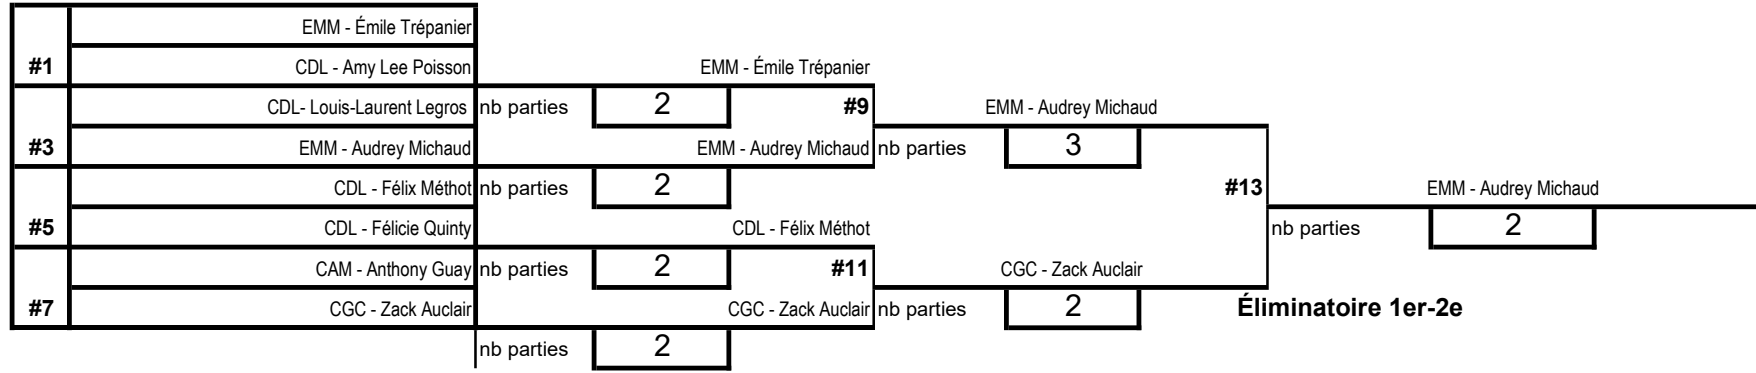 EMM - Émile Trépanier
#1 CDL - Amy Lee Poisson EMM - Émile Trépanier
CDL- Louis-Laurent Legros nb parties 2 #9 EMM - Audrey Michaud
#3 EMM - Audrey Michaud EMM - Audrey Michaud nb parties 3
CDL - Félix Méthot nb parties 2 #13 EMM - Audrey Michaud
#5 CDL - Félicie Quinty CDL - Félix Méthot nb parties 2
CAM - Anthony Guay nb parties 2 #11 CGC - Zack Auclair
#7 CGC - Zack Auclair CGC - Zack Auclair nb parties 2 Éliminatoire 1er-2e
nb parties 2